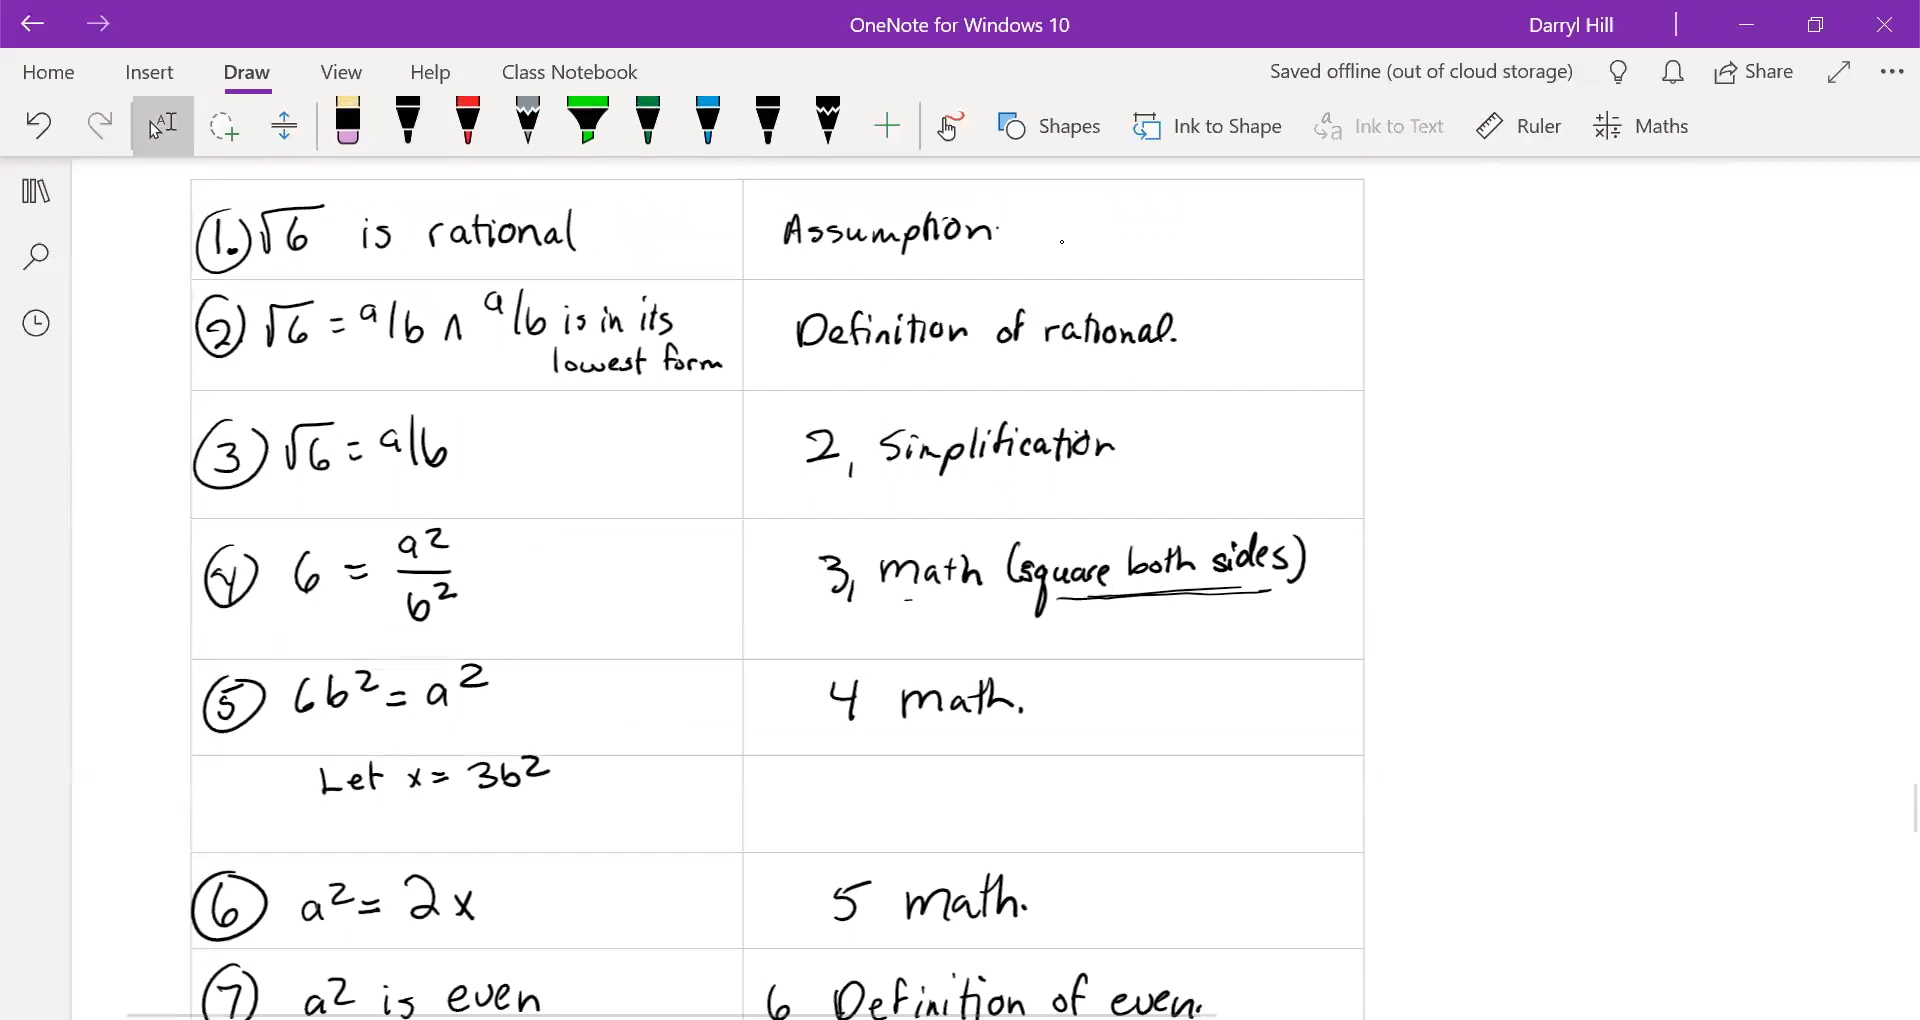 OneNote for Windows 10
Darryl Hill
Home Insert Draw View Help Class Notebook
Saved offline (out of cloud storage)
Share
Shapes
Ink to Shape
Ink to Text
Ruler
Maths
1. √6 is rational
Assumption.
2 √6 = a/b ∧ a/b is in its
lowest form
Definition of rational.
3 √6 = a/b
2, Simplification
4 6 = a²/b²
3, math (square both sides)
5 6b² = a²
4 math.
Let x = 3b²
6 a² = 2x
5 math.
7 a² is even
6 Definition of even.